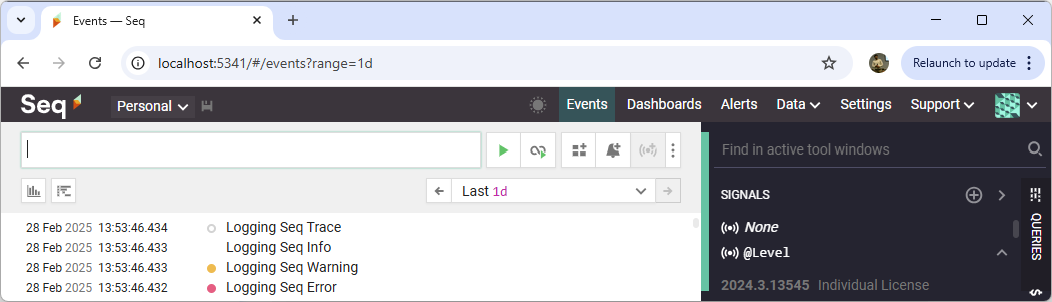 Events — Seq
localhost:5341/#/events?range=1d
Relaunch to update
Seq Personal Events Dashboards Alerts Data Settings Support
Find in active tool windows
Last 1d
SIGNALS
None
@Level
QUERIES
28 Feb 2025 13:53:46.434 Logging Seq Trace
28 Feb 2025 13:53:46.433 Logging Seq Info
28 Feb 2025 13:53:46.433 Logging Seq Warning
28 Feb 2025 13:53:46.432 Logging Seq Error
2024.3.13545 Individual License